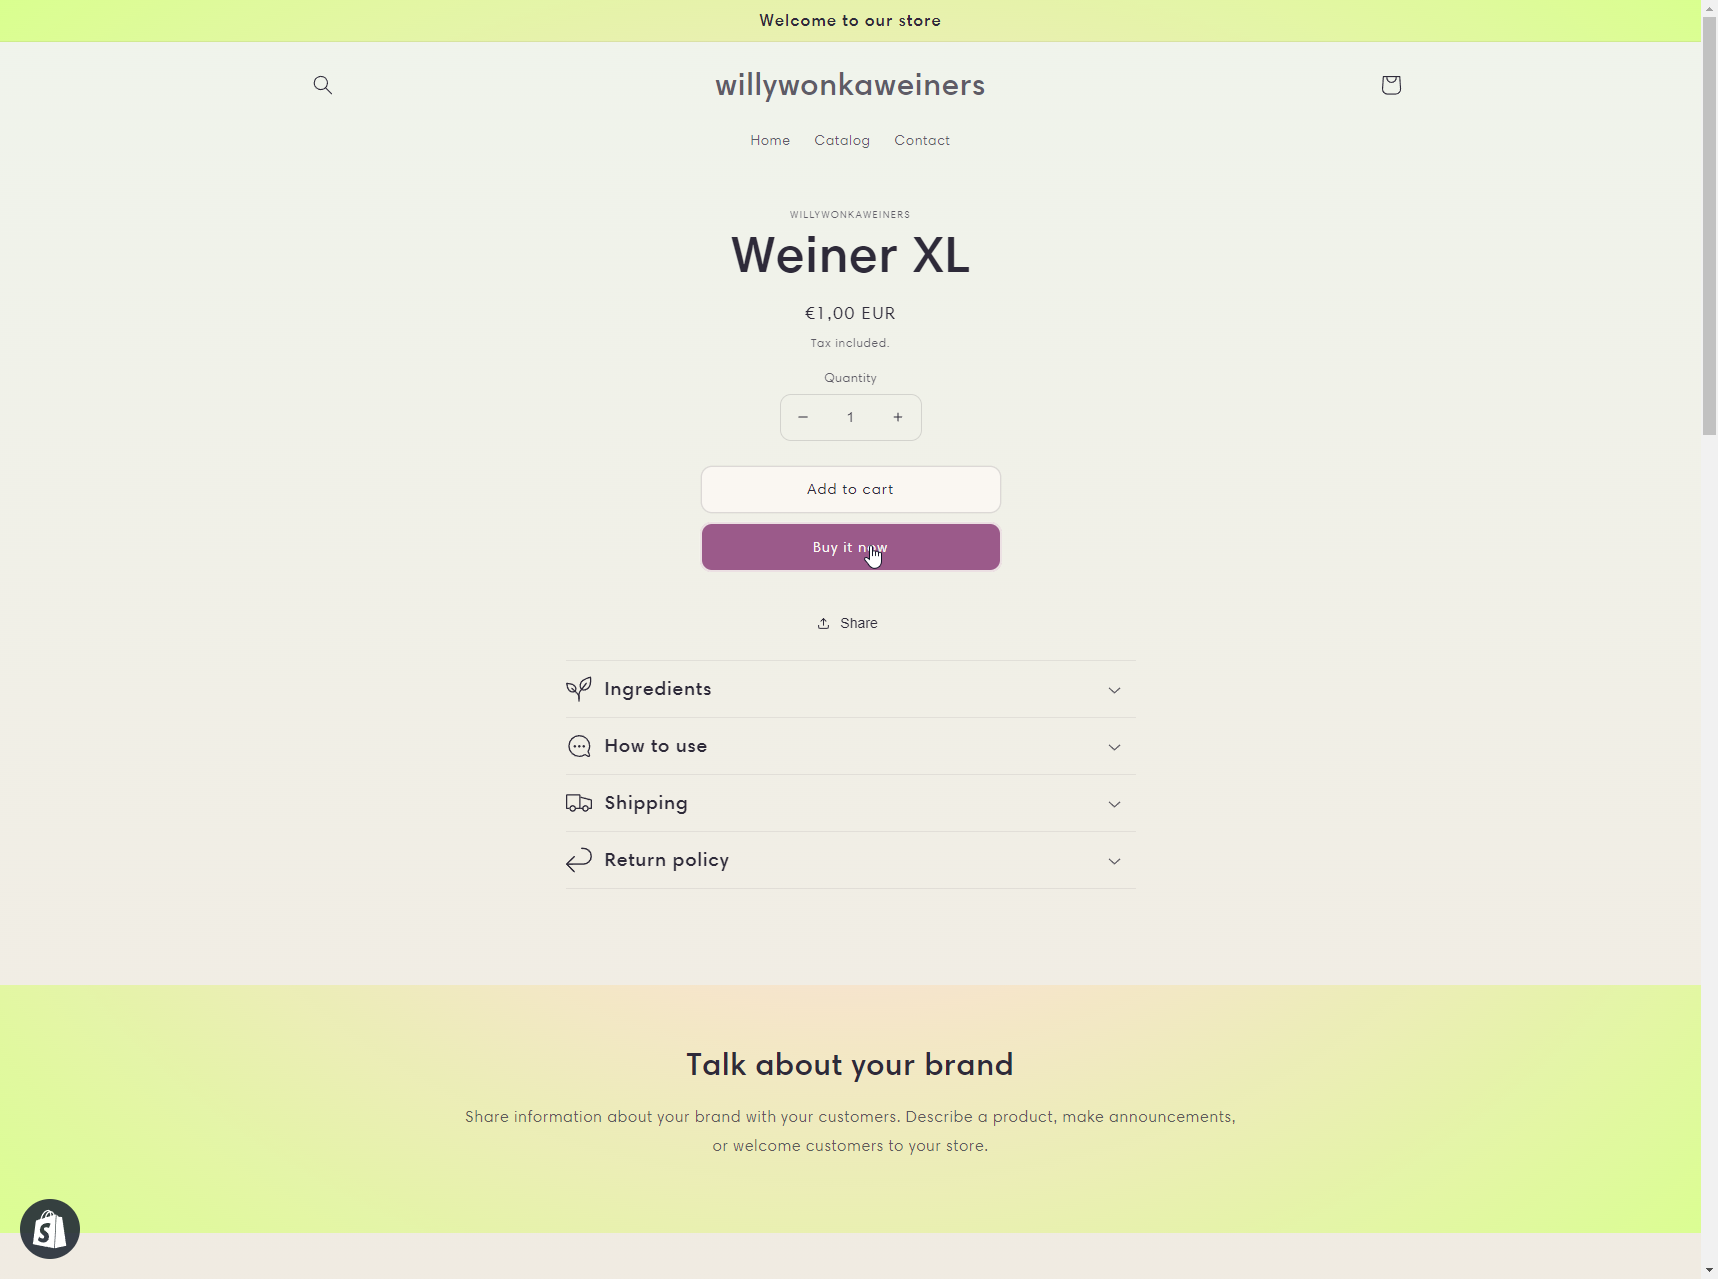 Welcome to our store
willywonkaweiners
Home Catalog Contact
WILLYWONKAWEINERS
Weiner XL
€1,00 EUR
Tax included.
Quantity
1
Add to cart
Buy it now
Share
Ingredients
How to use
Shipping
Return policy
Talk about your brand
Share information about your brand with your customers. Describe a product, make announcements,
or welcome customers to your store.